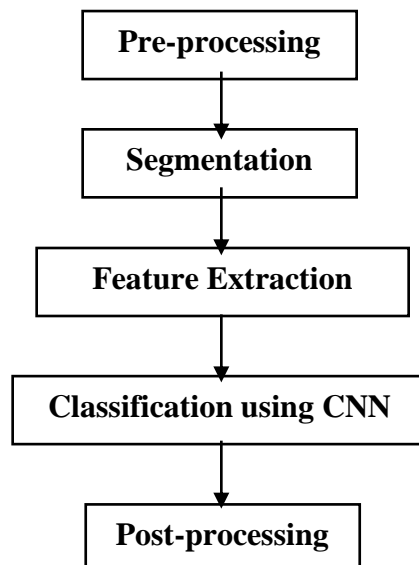 Pre-processing
Segmentation
Feature Extraction
Classification using CNN
Post-processing